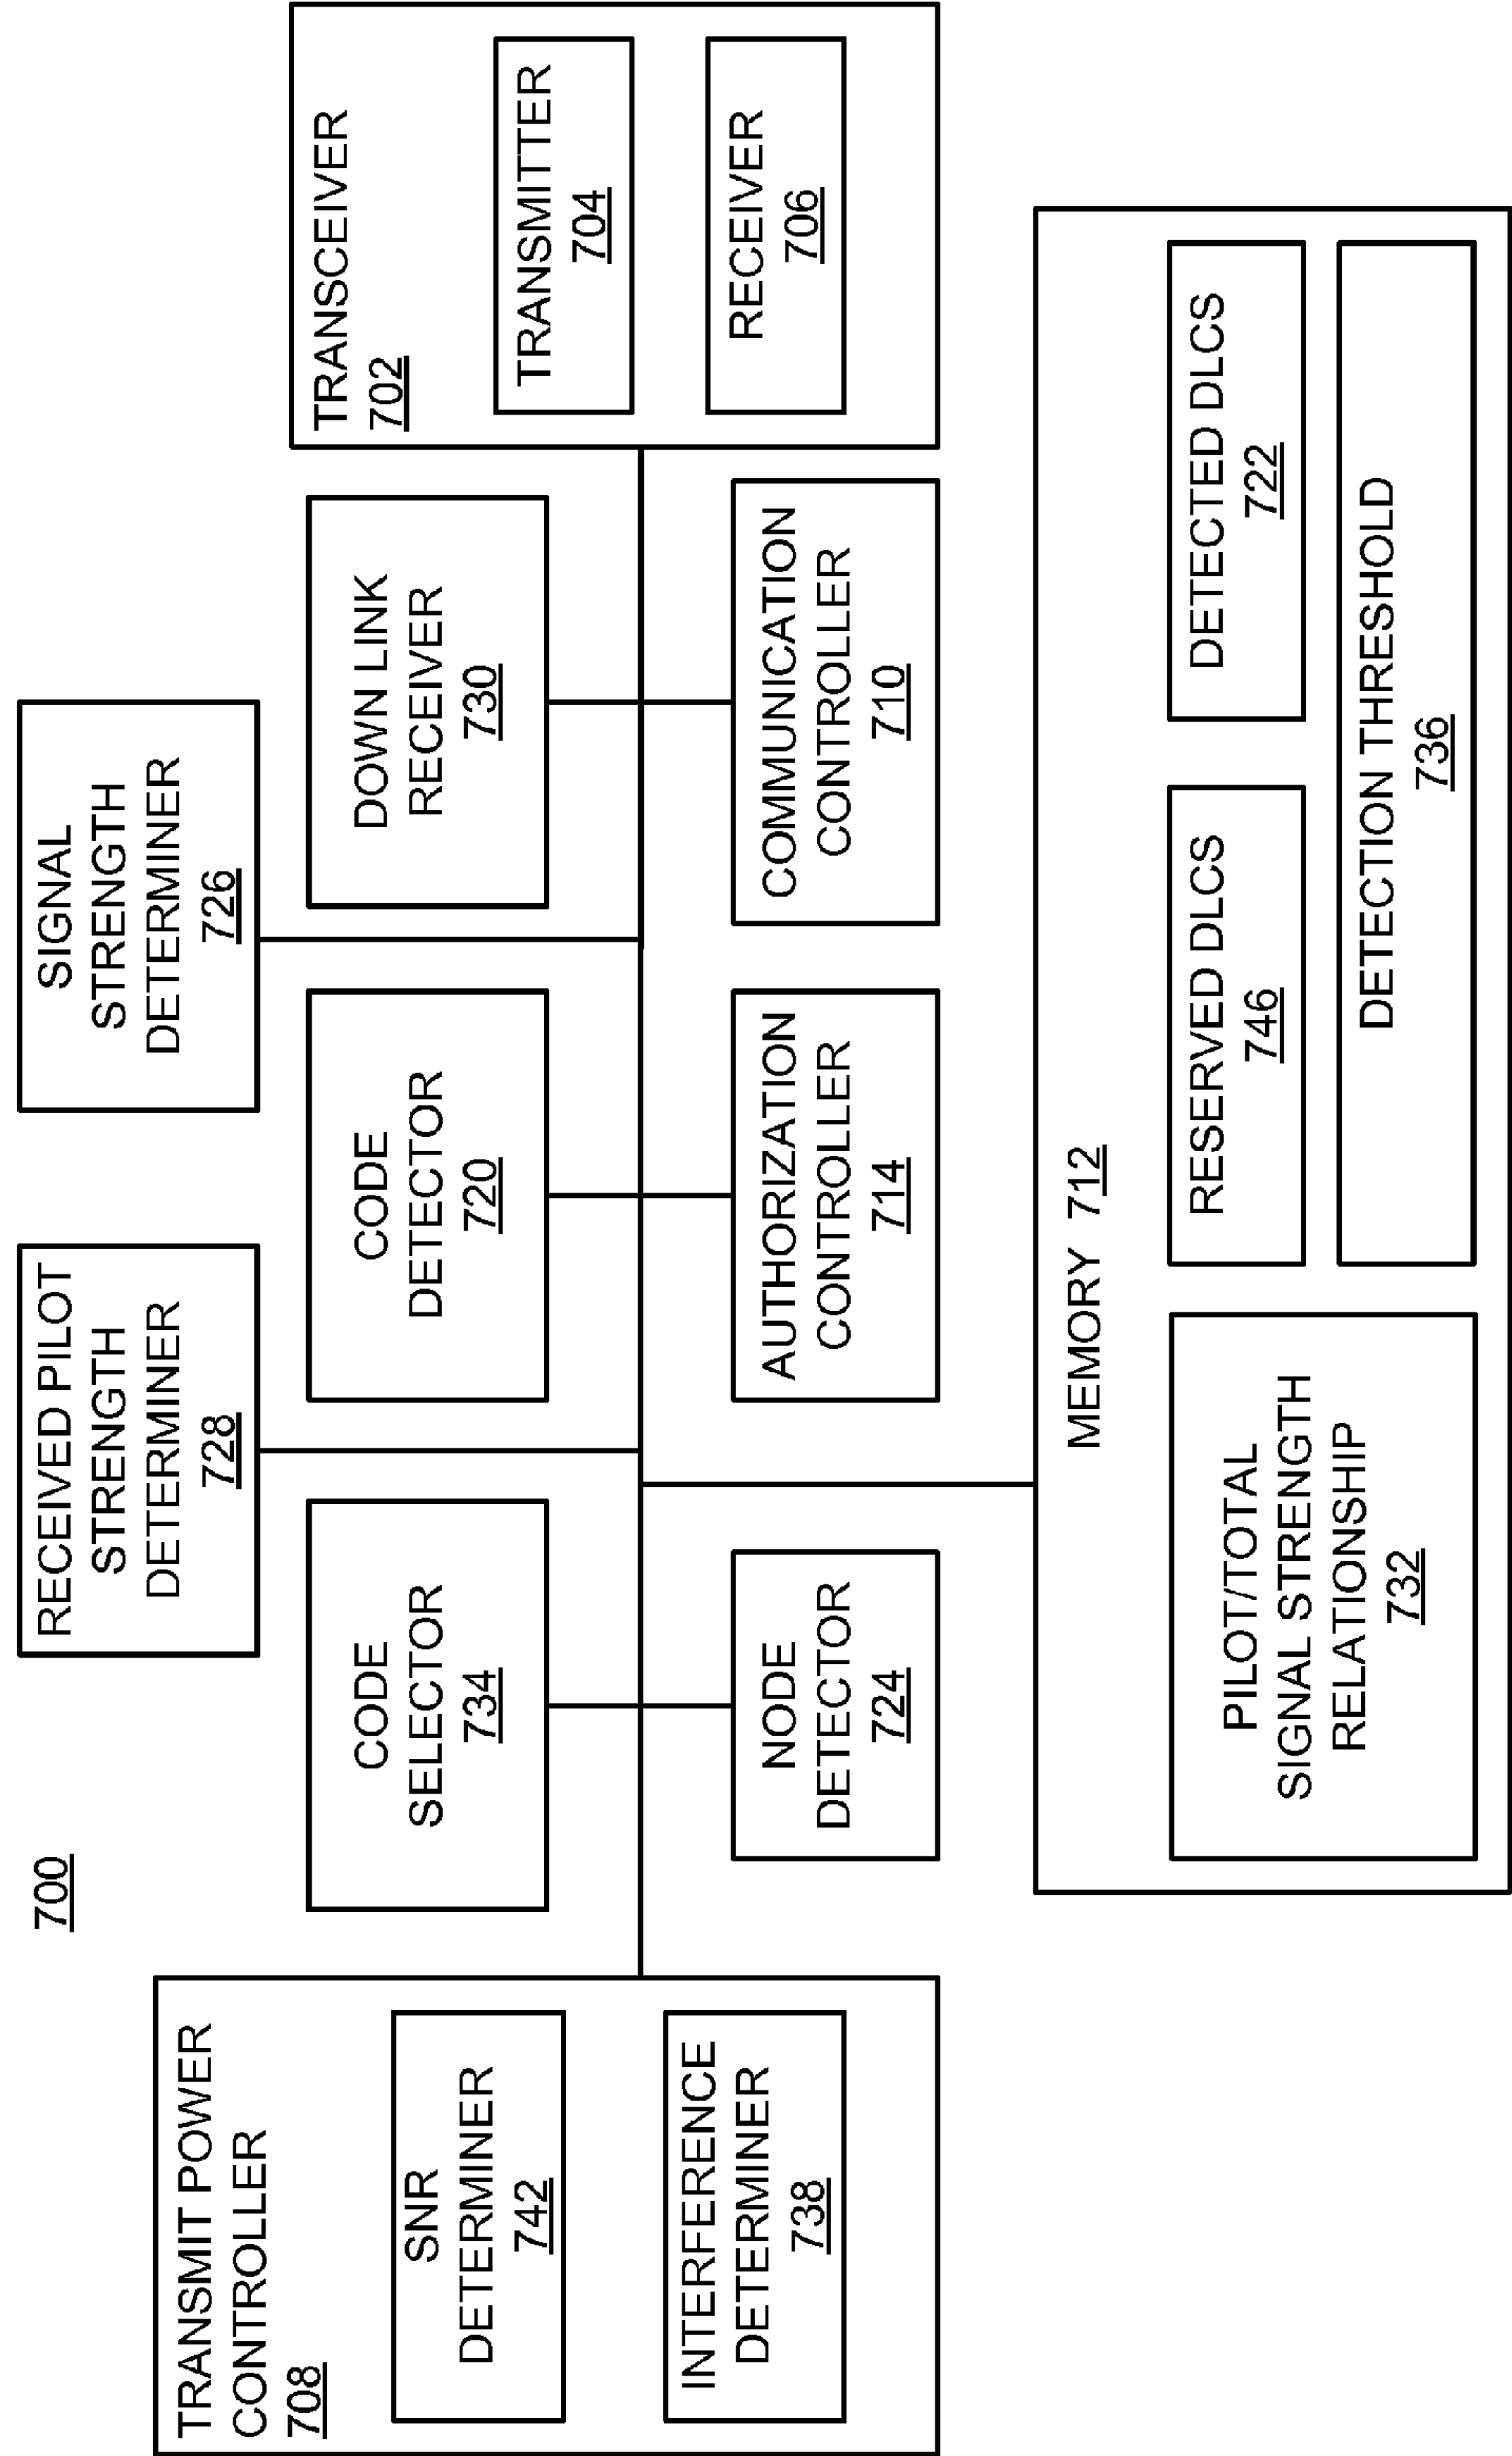 700
RECEIVED PILOT
STRENGTH
DETERMINER
728
SIGNAL
STRENGTH
DETERMINER
726
TRANSMIT POWER
CONTROLLER
708
SNR
DETERMINER
742
INTERFERENCE
DETERMINER
738
CODE
SELECTOR
734
CODE
DETECTOR
720
DOWN LINK
RECEIVER
730
TRANSCEIVER
702
TRANSMITTER
704
RECEIVER
706
NODE
DETECTOR
724
AUTHORIZATION
CONTROLLER
714
COMMUNICATION
CONTROLLER
710
MEMORY 712
PILOT/TOTAL
SIGNAL STRENGTH
RELATIONSHIP
732
RESERVED DLCS
746
DETECTED DLCS
722
DETECTION THRESHOLD
736